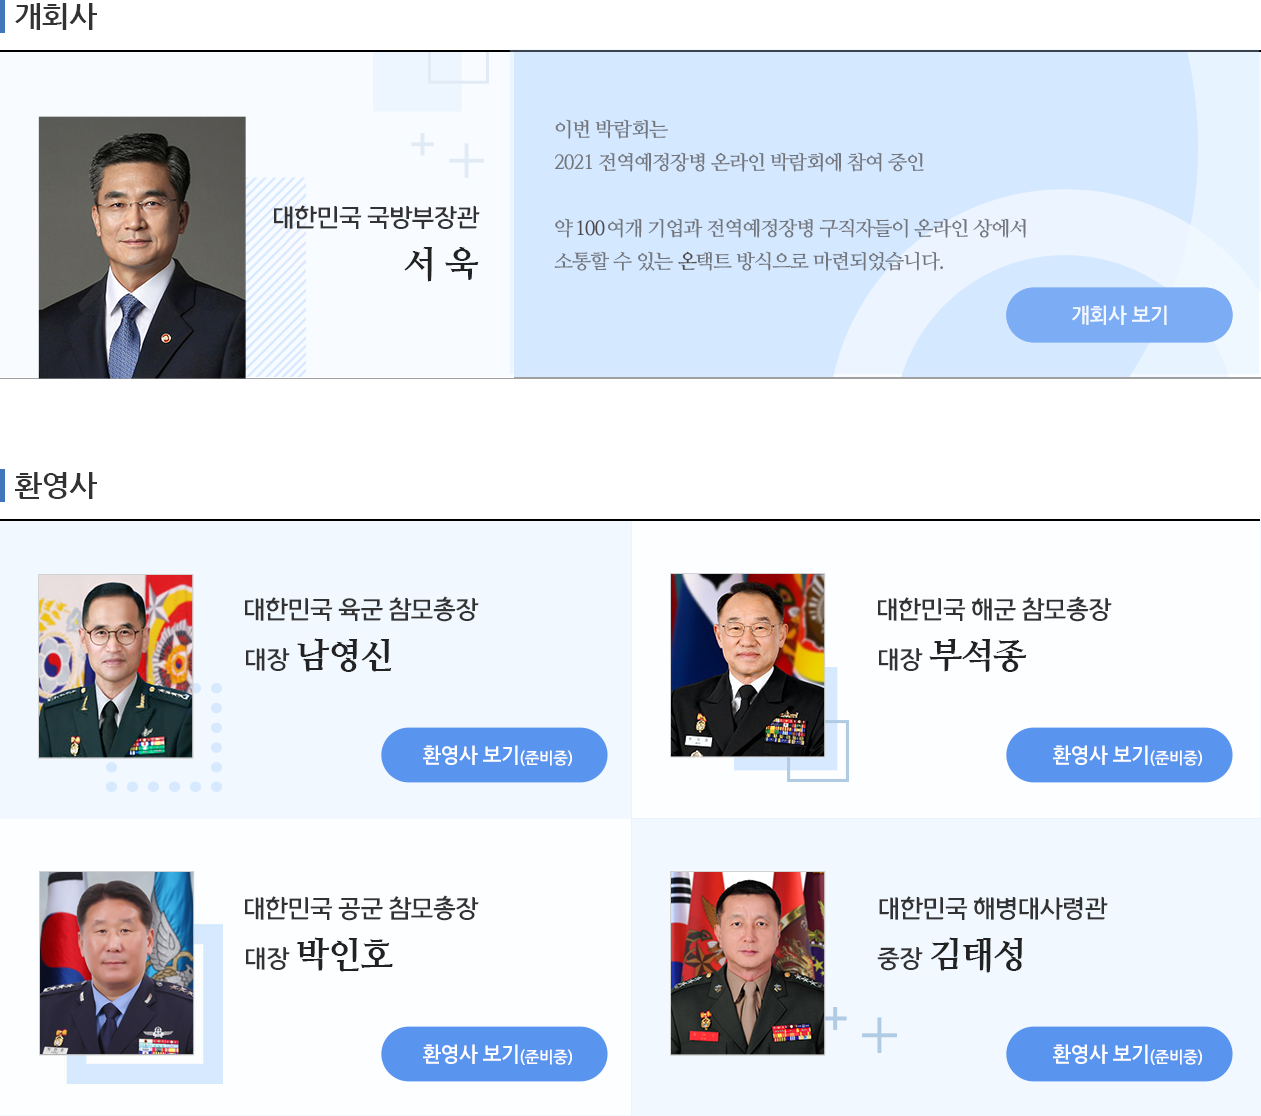 개회사
대한민국 국방부장관
서 욱
이번 박람회는
2021 전역예정장병 온라인 박람회에 참여 중인
약 100여개 기업과 전역예정장병 구직자들이 온라인 상에서
소통할 수 있는 온택트 방식으로 마련되었습니다.
개회사 보기
환영사
대한민국 육군 참모총장
대장 남영신
환영사 보기(준비중)
대한민국 해군 참모총장
대장 부석종
환영사 보기(준비중)
대한민국 공군 참모총장
대장 박인호
환영사 보기(준비중)
대한민국 해병대사령관
중장 김태성
환영사 보기(준비중)